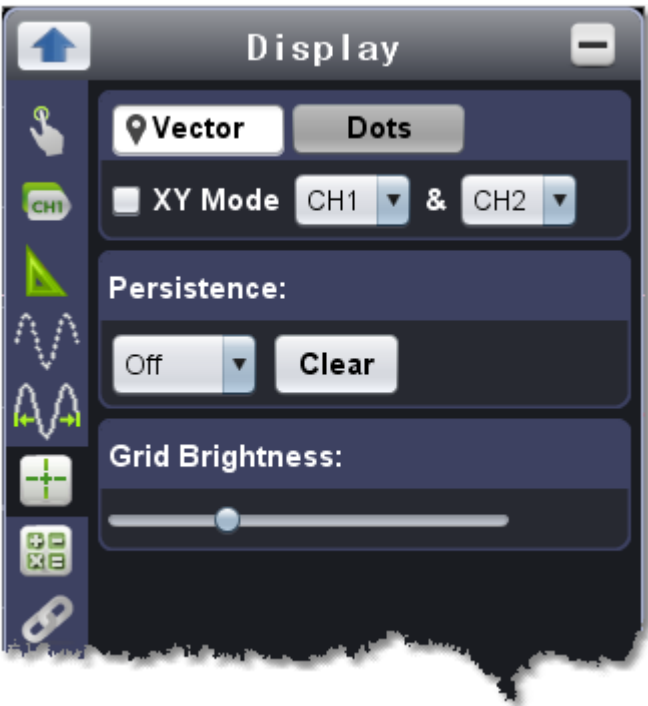 Display
Vector Dots
CH1
XY Mode CH1 & CH2
Persistence:
Off Clear
Grid Brightness: